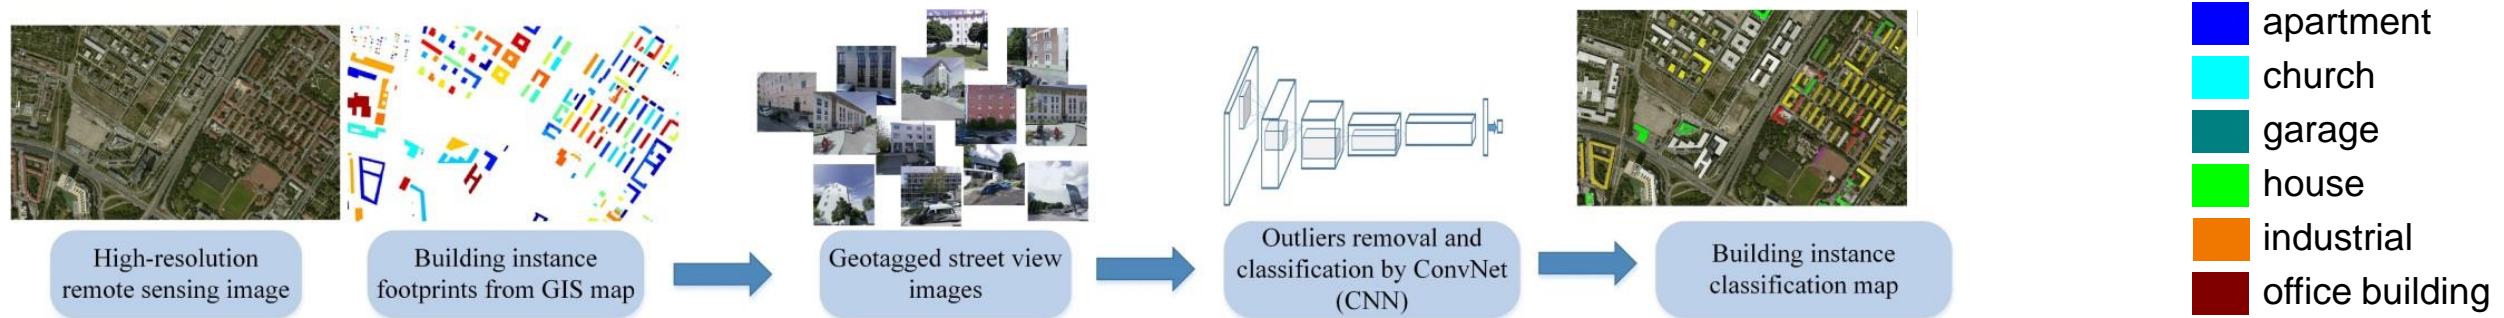 High-resolution
remote sensing image
Building instance
footprints from GIS map
Geotagged street view
images
Outliers removal and
classification by ConvNet
(CNN)
Building instance
classification map
apartment
church
garage
house
industrial
office building